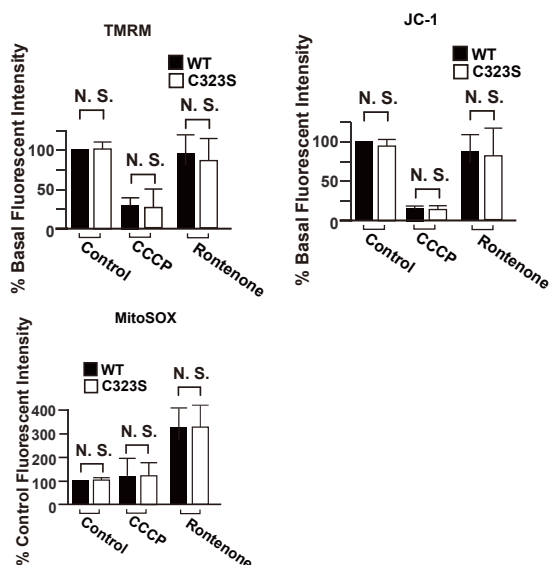 TMRM
% Basal Fluorescent Intensity
WT
C323S
N. S.
N. S.
N. S.
100
50
0
Control
CCCP
Rontenone
JC-1
% Basal Fluorescent Intensity
WT
C323S
N. S.
N. S.
N. S.
100
50
0
Control
CCCP
Rontenone
MitoSOX
% Control Fluorescent Intensity
WT
C323S
N. S.
N. S.
N. S.
400
300
200
100
0
Control
CCCP
Rontenone